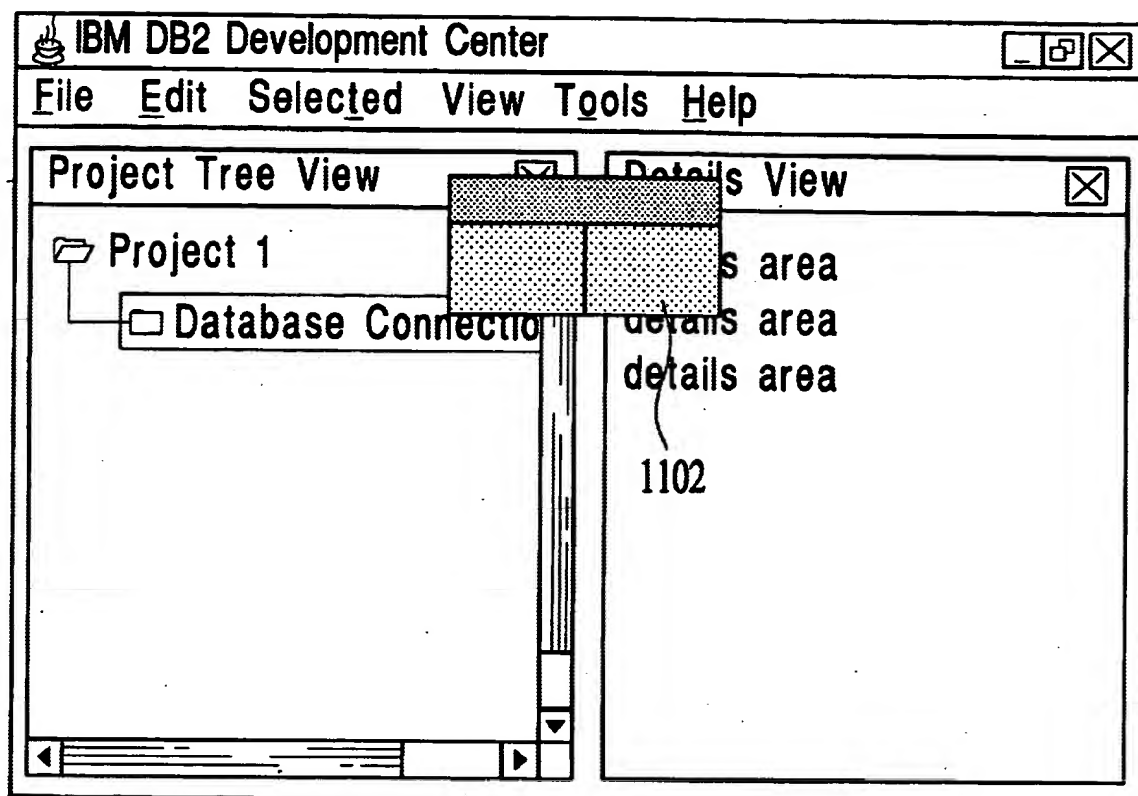 IBM DB2 Development Center
File Edit Selected View Tools Help
Project Tree View
Details View
Project 1
Database Connectio
s area
details area
details area
1102